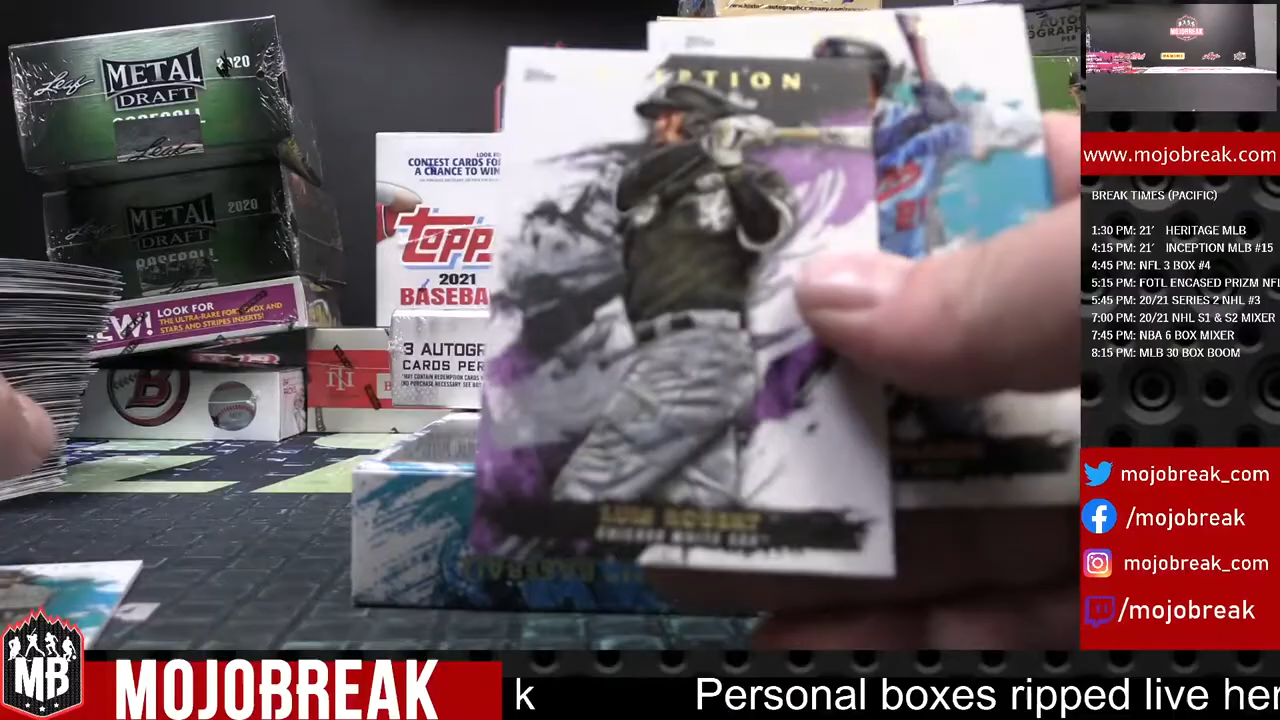 Leaf
METAL
DRAFT
2020
METAL
DRAFT
2020
BASEBALL
LOOK FOR
THE ULTRA-RARE FORT KNOX AND
STARS AND STRIPES INSERTS!
LOOK FOR
CONTEST CARDS FOR
A CHANCE TO WIN
topps
2021
BASEBA
3 AUTOGR
CARDS PER
B
LUIS ROBERT
CHICAGO WHITE SOX
www.mojobreak.com
BREAK TIMES (PACIFIC)
1:30 PM: 21' HERITAGE MLB
4:15 PM: 21' INCEPTION MLB #15
4:45 PM: NFL 3 BOX #4
5:15 PM: FOTL ENCASED PRIZM NFL
5:45 PM: 20/21 SERIES 2 NHL #3
7:00 PM: 20/21 NHL S1 & S2 MIXER
7:45 PM: NBA 6 BOX MIXER
8:15 PM: MLB 30 BOX BOOM
mojobreak_com
/mojobreak
mojobreak_com
/mojobreak
MB
MOJOBREAK
k Personal boxes ripped live her